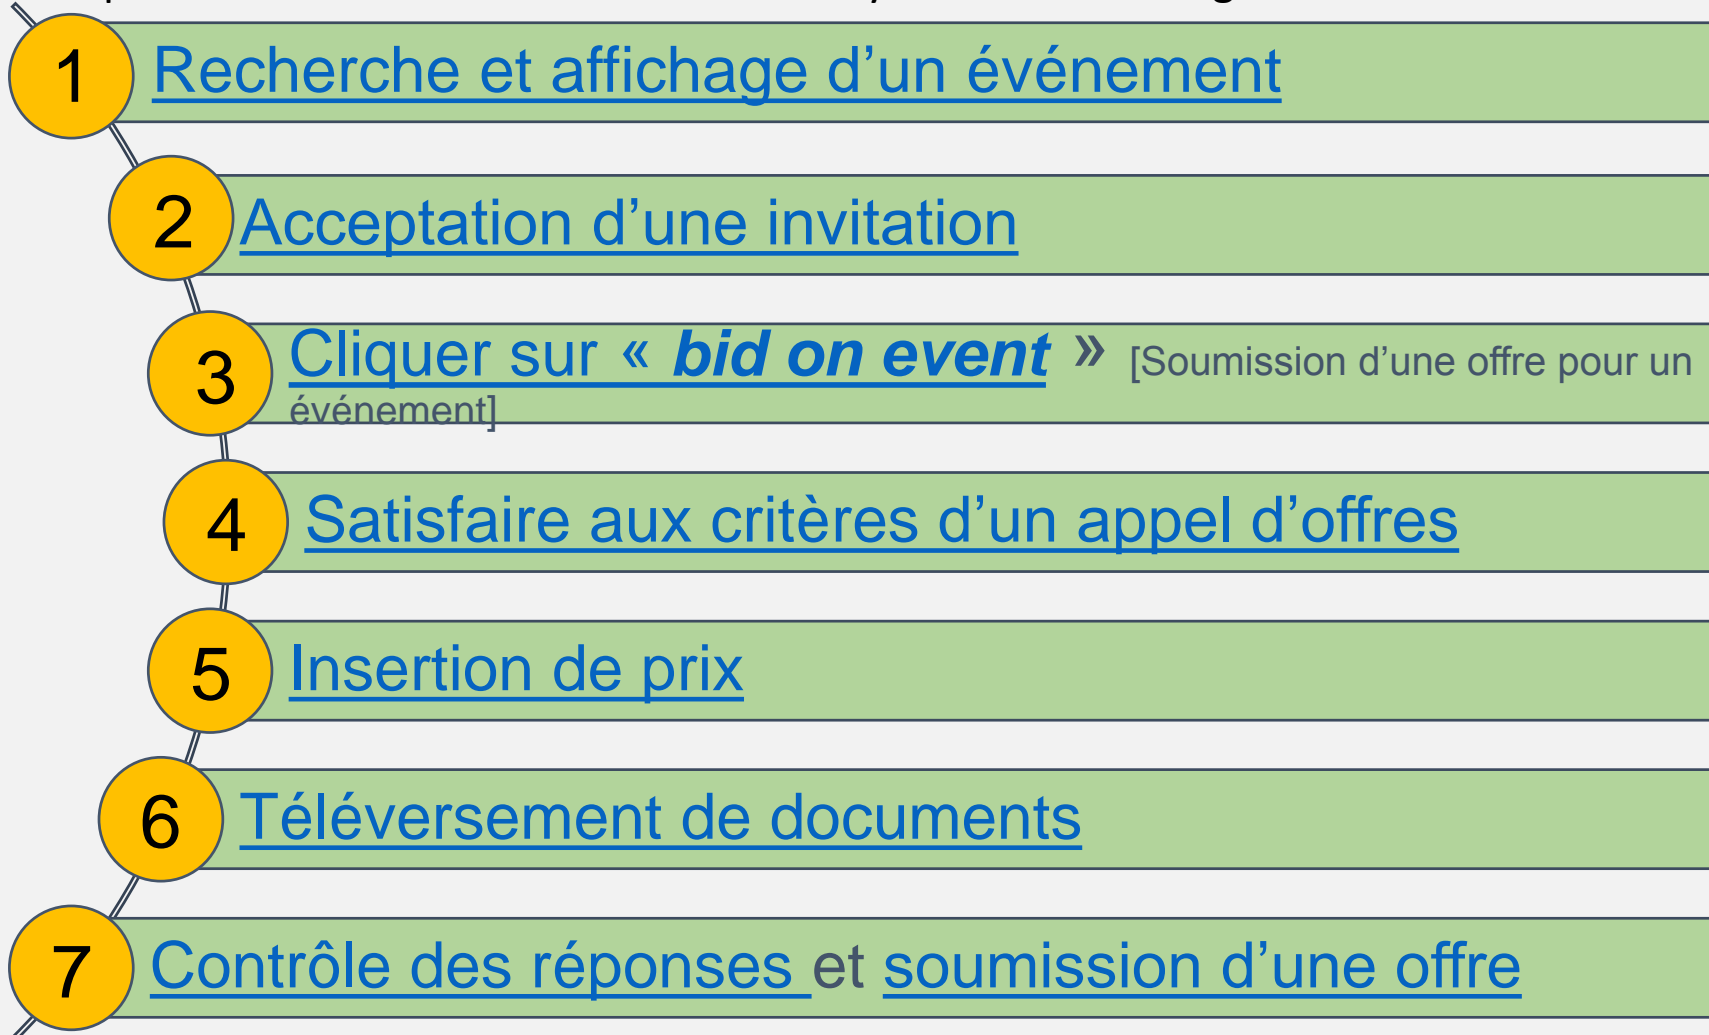 1 Recherche et affichage d’un événement
2 Acceptation d’une invitation
3 Cliquer sur « bid on event » [Soumission d’une offre pour un
événement]
4 Satisfaire aux critères d’un appel d’offres
5 Insertion de prix
6 Téléversement de documents
7 Contrôle des réponses et soumission d’une offre